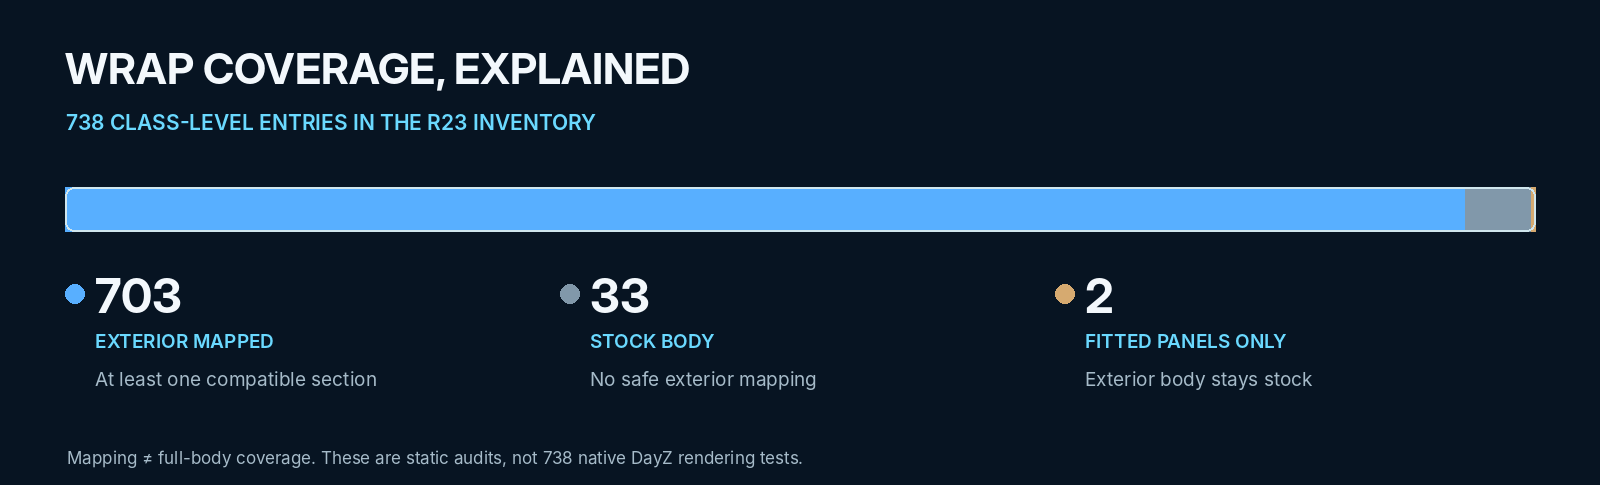 WRAP COVERAGE, EXPLAINED
738 CLASS-LEVEL ENTRIES IN THE R23 INVENTORY
703
EXTERIOR MAPPED
At least one compatible section
33
STOCK BODY
No safe exterior mapping
2
FITTED PANELS ONLY
Exterior body stays stock
Mapping ≠ full-body coverage. These are static audits, not 738 native DayZ rendering tests.